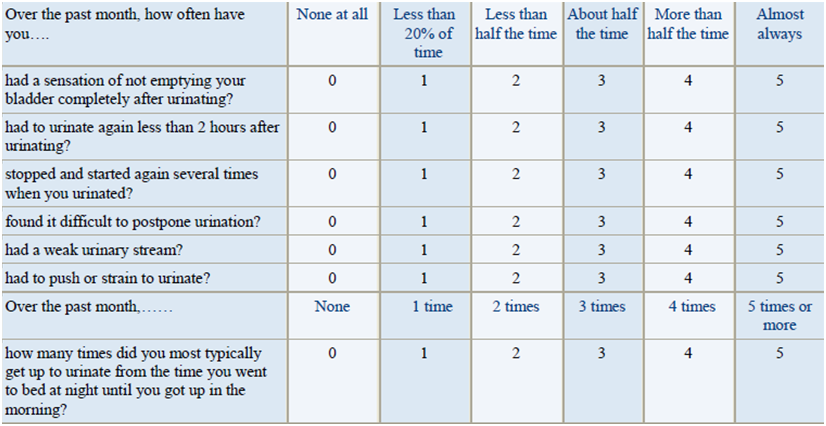 Over the past month, how often have you…. None at all Less than 20% of time Less than half the time About half the time More than half the time Almost always
had a sensation of not emptying your bladder completely after urinating? 0 1 2 3 4 5
had to urinate again less than 2 hours after urinating? 0 1 2 3 4 5
stopped and started again several times when you urinated? 0 1 2 3 4 5
found it difficult to postpone urination? 0 1 2 3 4 5
had a weak urinary stream? 0 1 2 3 4 5
had to push or strain to urinate? 0 1 2 3 4 5
Over the past month,…… None 1 time 2 times 3 times 4 times 5 times or more
how many times did you most typically get up to urinate from the time you went to bed at night until you got up in the morning? 0 1 2 3 4 5